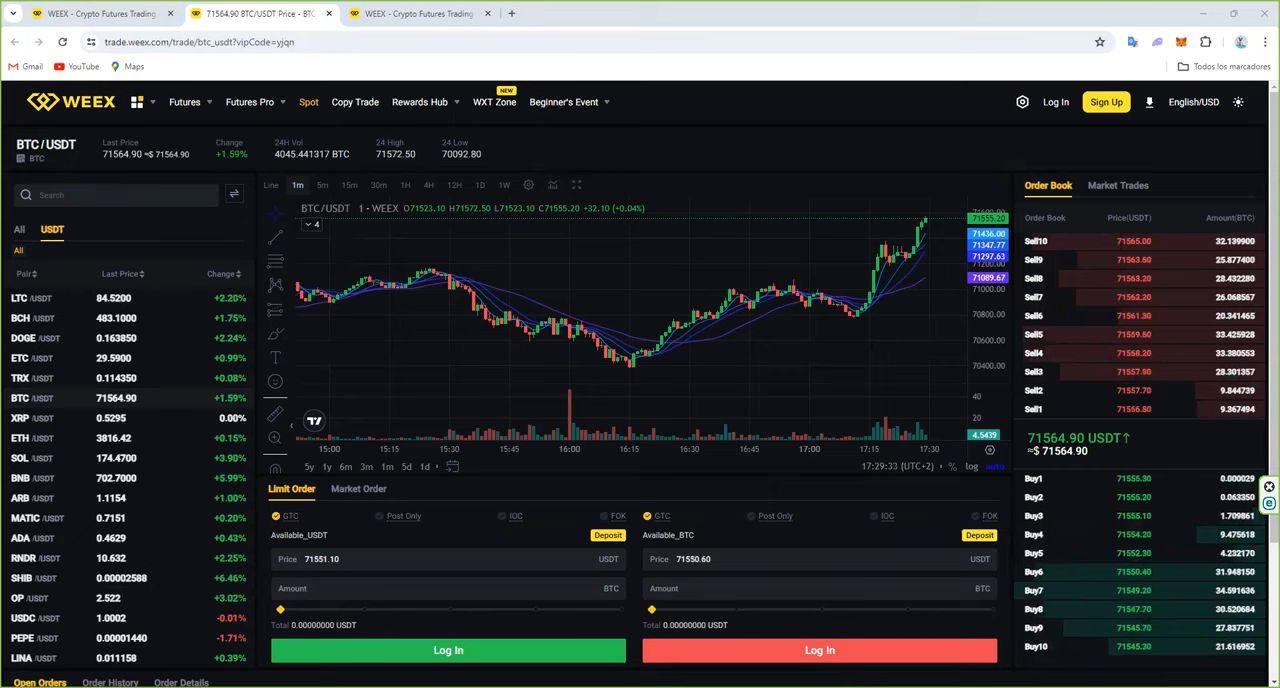 WEEX - Crypto Futures Trading
71564.90 BTC/USDT Price - BTC
WEEX - Crypto Futures Trading
trade.weex.com/trade/btc_usdt?vipCode=yjqn
Gmail YouTube Maps Todos los marcadores
WEEX Futures Futures Pro Spot Copy Trade Rewards Hub WXT Zone NEW Beginner's Event Log In Sign Up English/USD
BTC/USDT
BTC
Last Price
71564.90 ≈$ 71564.90
Change
+1.59%
24H Vol
4045.441317 BTC
24 High
71572.50
24 Low
70092.80
Search
All USDT
All
Pair Last Price Change
LTC /USDT 84.5200 +2.20%
BCH /USDT 483.1000 +1.75%
DOGE /USDT 0.163850 +2.24%
ETC /USDT 29.5900 +0.99%
TRX /USDT 0.114350 +0.08%
BTC /USDT 71564.90 +1.59%
XRP /USDT 0.5295 0.00%
ETH /USDT 3816.42 +0.15%
SOL /USDT 174.4700 +3.90%
BNB /USDT 702.7000 +5.99%
ARB /USDT 1.1154 +1.00%
MATIC /USDT 0.7151 +0.20%
ADA /USDT 0.4629 +0.43%
RNDR /USDT 10.632 +2.25%
SHIB /USDT 0.00002588 +6.46%
OP /USDT 2.522 +3.02%
USDC /USDT 1.0002 -0.01%
PEPE /USDT 0.00001440 -1.71%
LINA /USDT 0.011158 +0.39%
Line 1m 5m 15m 30m 1H 4H 12H 1D 1W
BTC/USDT 1 - WEEX O71523.10 H71572.50 L71523.10 C71555.20 +32.10 (+0.04%)
4
71555.20
71436.00
71347.77
71297.63
71200.00
71089.67
71000.00
70800.00
70600.00
70400.00
40
20
4.5439
15:00 15:15 15:30 15:45 16:00 16:15 16:30 16:45 17:00 17:15 17:30
5y 1y 6m 3m 1m 5d 1d 17:29:33 (UTC+2) % log auto
Limit Order Market Order
GTC Post Only IOC FOK
Available_USDT Deposit
Price 71551.10 USDT
Amount BTC
Total 0.00000000 USDT
Log In
GTC Post Only IOC FOK
Available_BTC Deposit
Price 71550.60 USDT
Amount BTC
Total 0.00000000 USDT
Log In
Order Book Market Trades
Order Book Price(USDT) Amount(BTC)
Sell10 71565.00 32.139900
Sell9 71563.60 25.877400
Sell8 71563.20 28.432280
Sell7 71562.20 26.068567
Sell6 71561.30 20.341465
Sell5 71559.60 33.425928
Sell4 71558.20 33.380553
Sell3 71557.90 28.301357
Sell2 71557.70 9.844739
Sell1 71556.80 9.367494
71564.90 USDT↑
≈$ 71564.90
Buy1 71555.30 0.000029
Buy2 71555.20 0.063350
Buy3 71555.10 1.709861
Buy4 71554.20 9.475618
Buy5 71552.30 4.232170
Buy6 71550.40 31.948150
Buy7 71549.20 34.591636
Buy8 71547.70 30.520684
Buy9 71545.70 27.837751
Buy10 71545.30 21.616952
Open Orders Order History Order Details